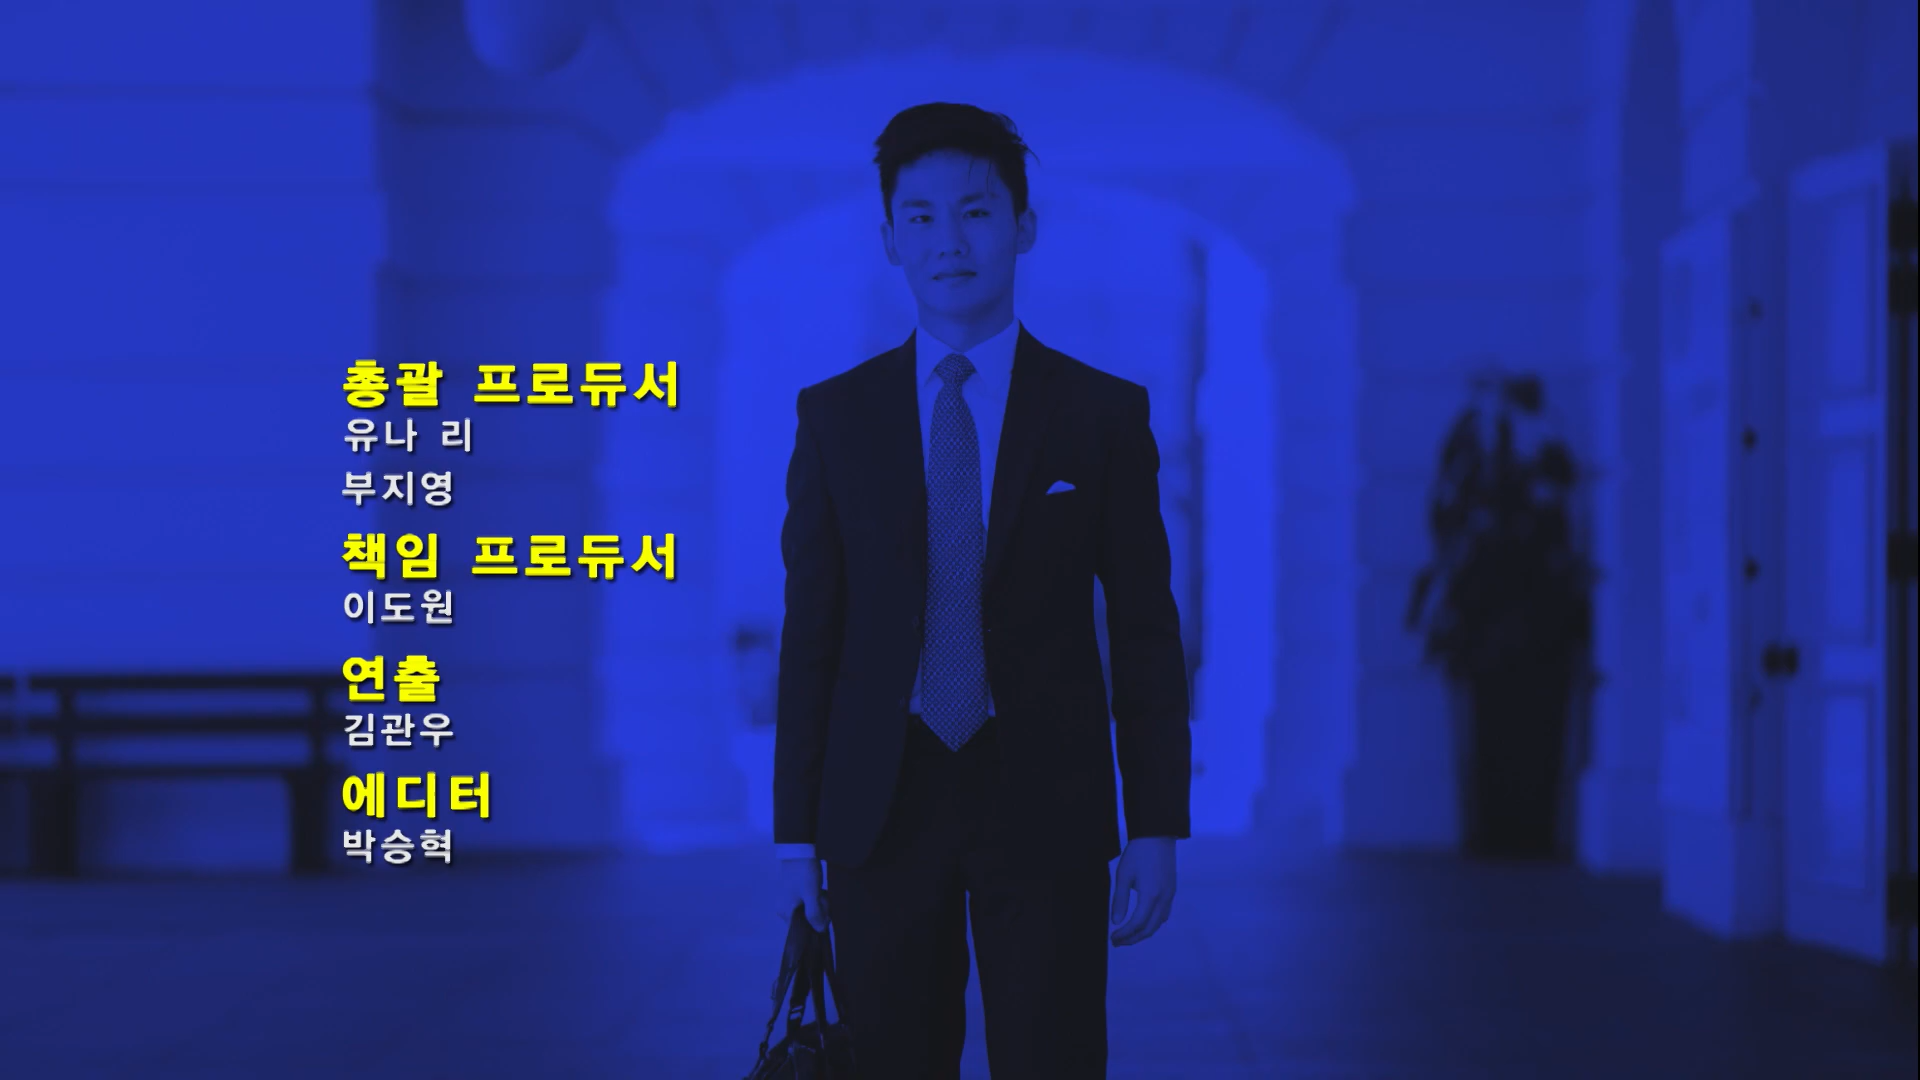 총괄 프로듀서
유나 리
부지영
책임 프로듀서
이도원
연출
김관우
에디터
박승혁